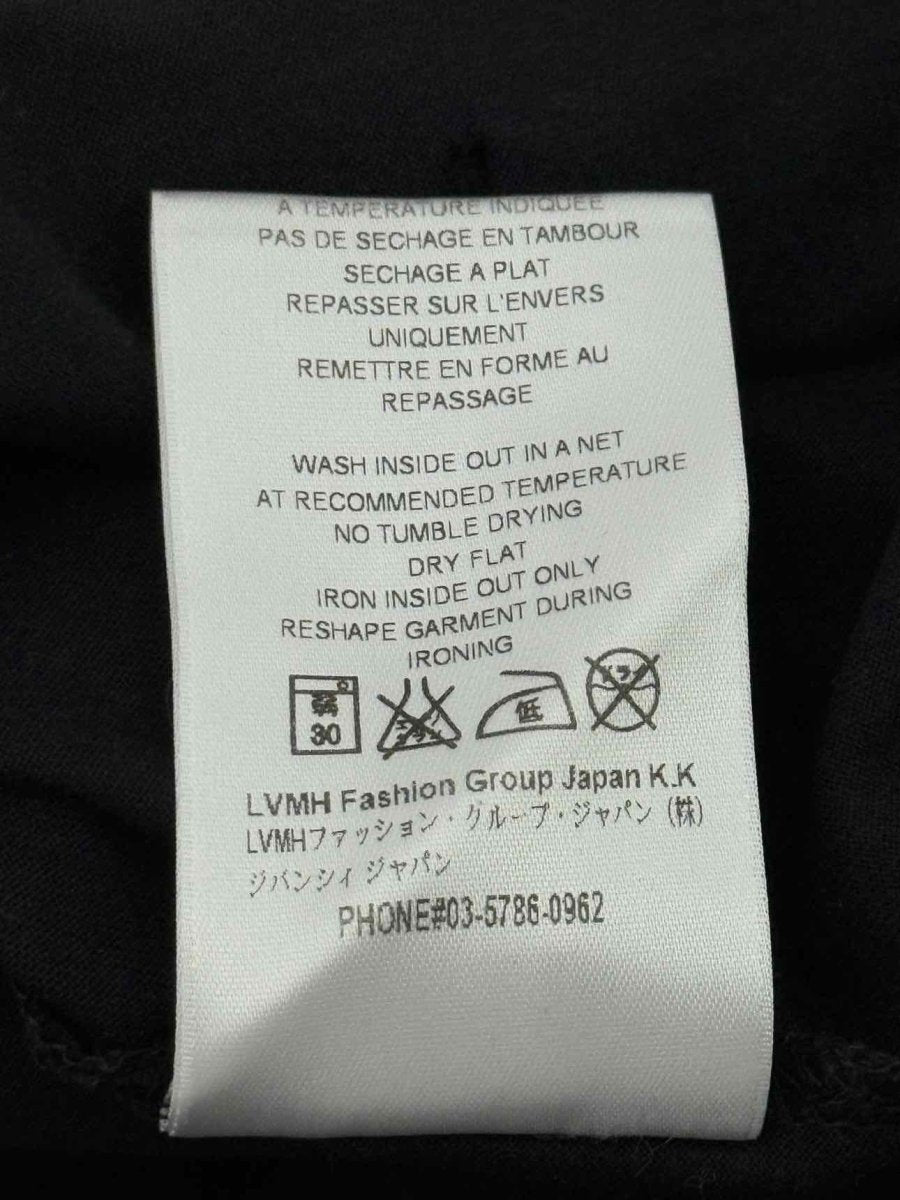 A TEMPERATURE INDIQUEE
PAS DE SECHAGE EN TAMBOUR
SECHAGE A PLAT
REPASSER SUR L'ENVERS
UNIQUEMENT
REMETTRE EN FORME AU
REPASSAGE
WASH INSIDE OUT IN A NET
AT RECOMMENDED TEMPERATURE
NO TUMBLE DRYING
DRY FLAT
IRON INSIDE OUT ONLY
RESHAPE GARMENT DURING
IRONING
弱 低 ドライ
30
LVMH Fashion Group Japan K.K
LVMHファッション・グループ・ジャパン (株)
ジバンシィ ジャパン
PHONE#03-5786-0962